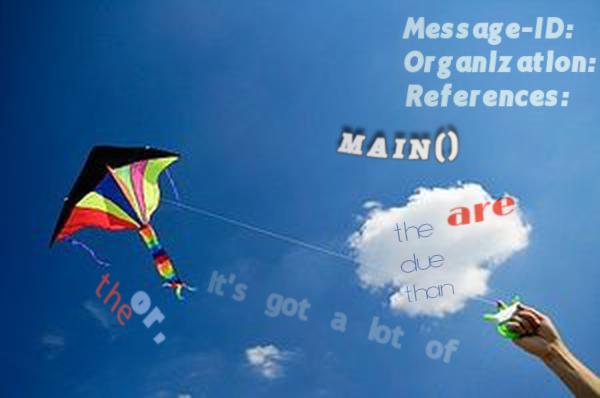 Message-ID:
Organization:
References:
MAIN()
the are
due
than
the or.
It's got a lot of